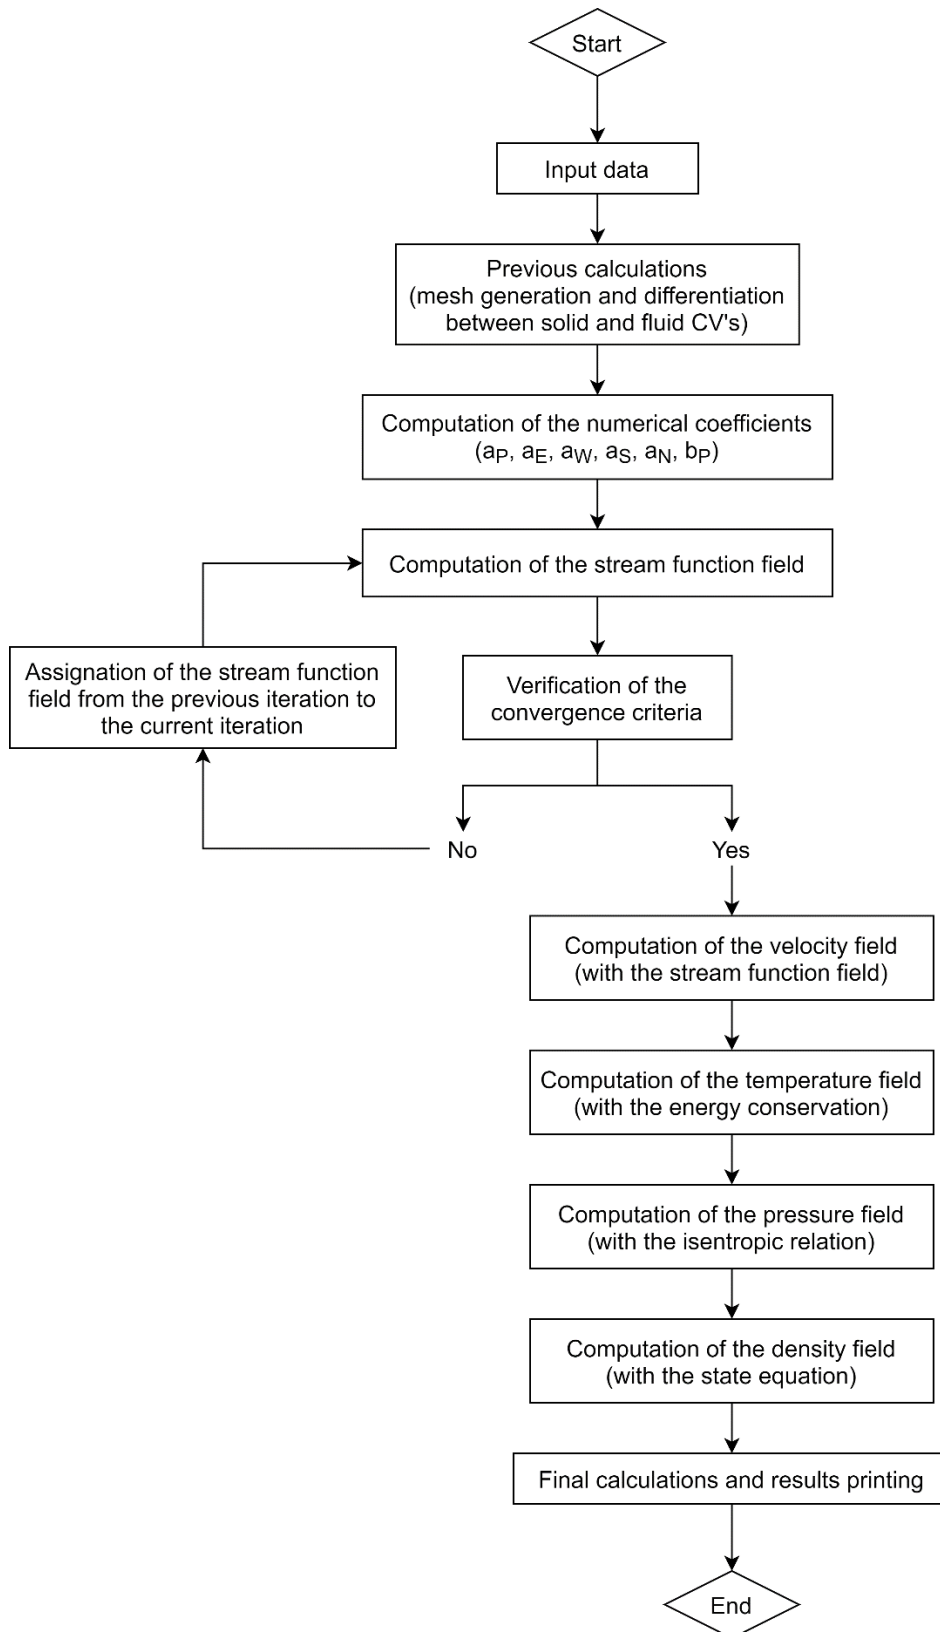 Start
Input data
Previous calculations
(mesh generation and differentiation
between solid and fluid CV's)
Computation of the numerical coefficients
(aP, aE, aW, aS, aN, bP)
Computation of the stream function field
Assignation of the stream function
field from the previous iteration to
the current iteration
Verification of the
convergence criteria
No
Yes
Computation of the velocity field
(with the stream function field)
Computation of the temperature field
(with the energy conservation)
Computation of the pressure field
(with the isentropic relation)
Computation of the density field
(with the state equation)
Final calculations and results printing
End